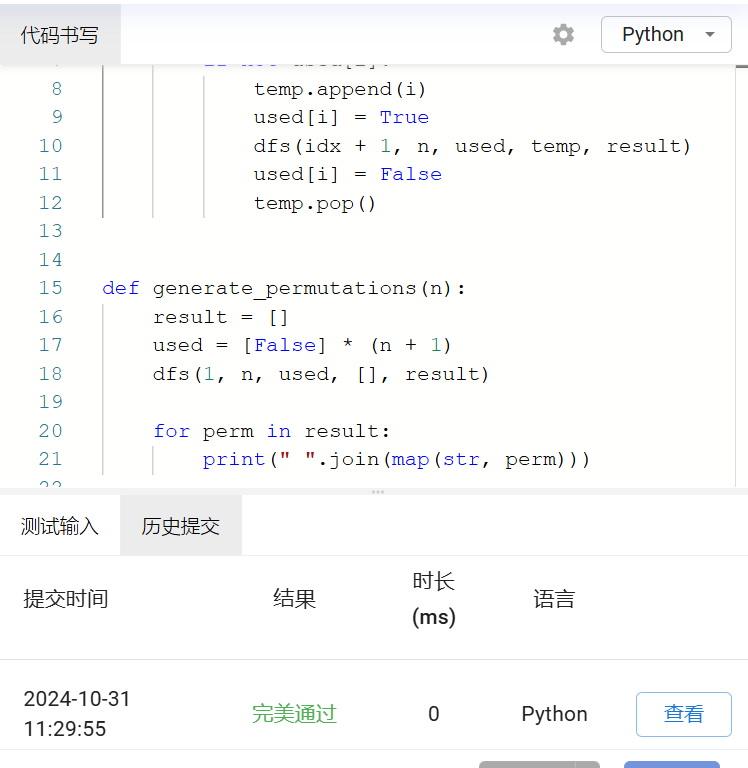 代码书写
Python
8 temp.append(i)
9 used[i] = True
10 dfs(idx + 1, n, used, temp, result)
11 used[i] = False
12 temp.pop()
13
14
15 def generate_permutations(n):
16 result = []
17 used = [False] * (n + 1)
18 dfs(1, n, used, [], result)
19
20 for perm in result:
21 print(" ".join(map(str, perm)))
测试输入 历史提交
提交时间 结果 时长 (ms) 语言
2024-10-31 11:29:55 完美通过 0 Python 查看